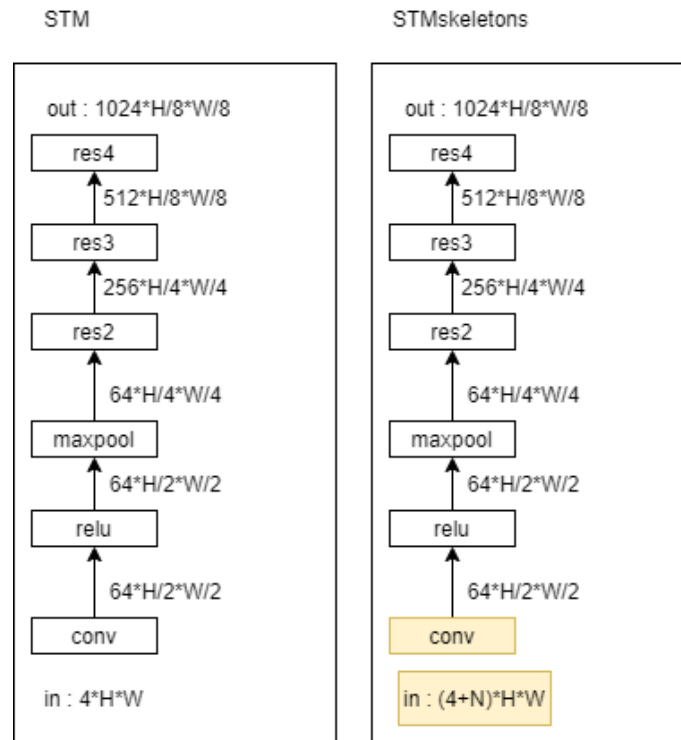 STM
out : 1024*H/8*W/8
res4
512*H/8*W/8
res3
256*H/4*W/4
res2
64*H/4*W/4
maxpool
64*H/2*W/2
relu
64*H/2*W/2
conv
in : 4*H*W
STMskeletons
out : 1024*H/8*W/8
res4
512*H/8*W/8
res3
256*H/4*W/4
res2
64*H/4*W/4
maxpool
64*H/2*W/2
relu
64*H/2*W/2
conv
in : (4+N)*H*W